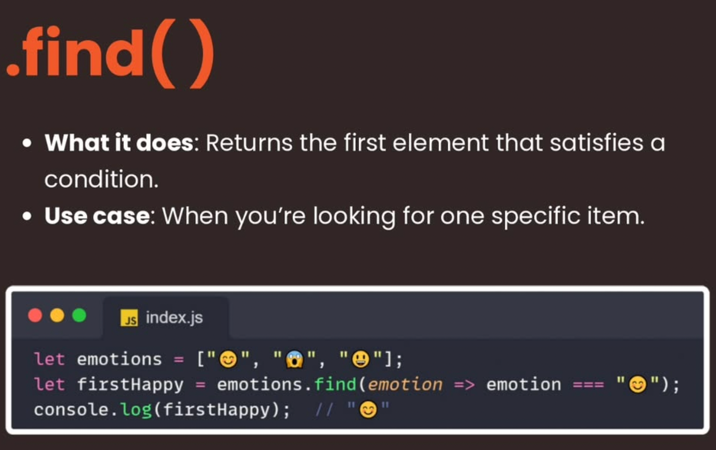 .find( )
• What it does: Returns the first element that satisfies a
condition.
• Use case: When you’re looking for one specific item.
JS index.js
let emotions = ["😊", "😱", "😃"];
let firstHappy = emotions.find(emotion => emotion === "😊");
console.log(firstHappy);  // "😊"